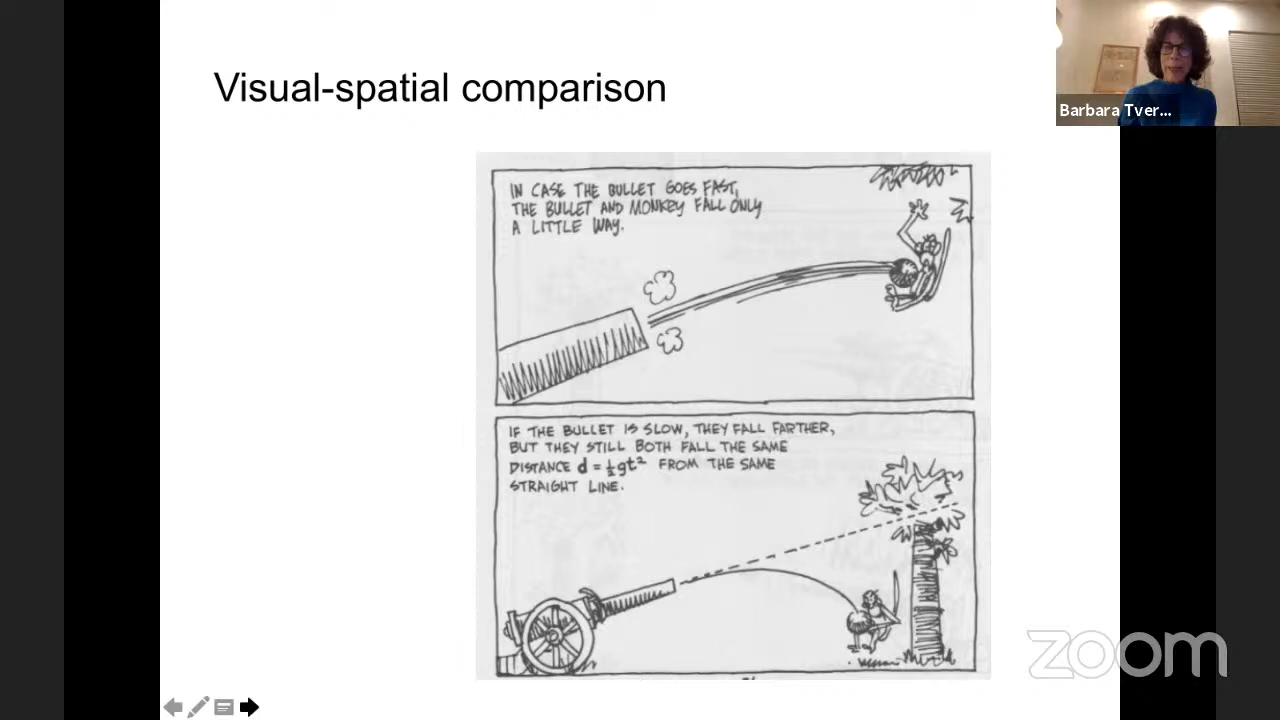 Visual-spatial comparison
Barbara Tver...
IN CASE THE BULLET GOES FAST,
THE BULLET AND MONKEY FALL ONLY
A LITTLE WAY.
IF THE BULLET IS SLOW, THEY FALL FARTHER,
BUT THEY STILL BOTH FALL THE SAME
DISTANCE d = ½gt² FROM THE SAME
STRAIGHT LINE.
zoom